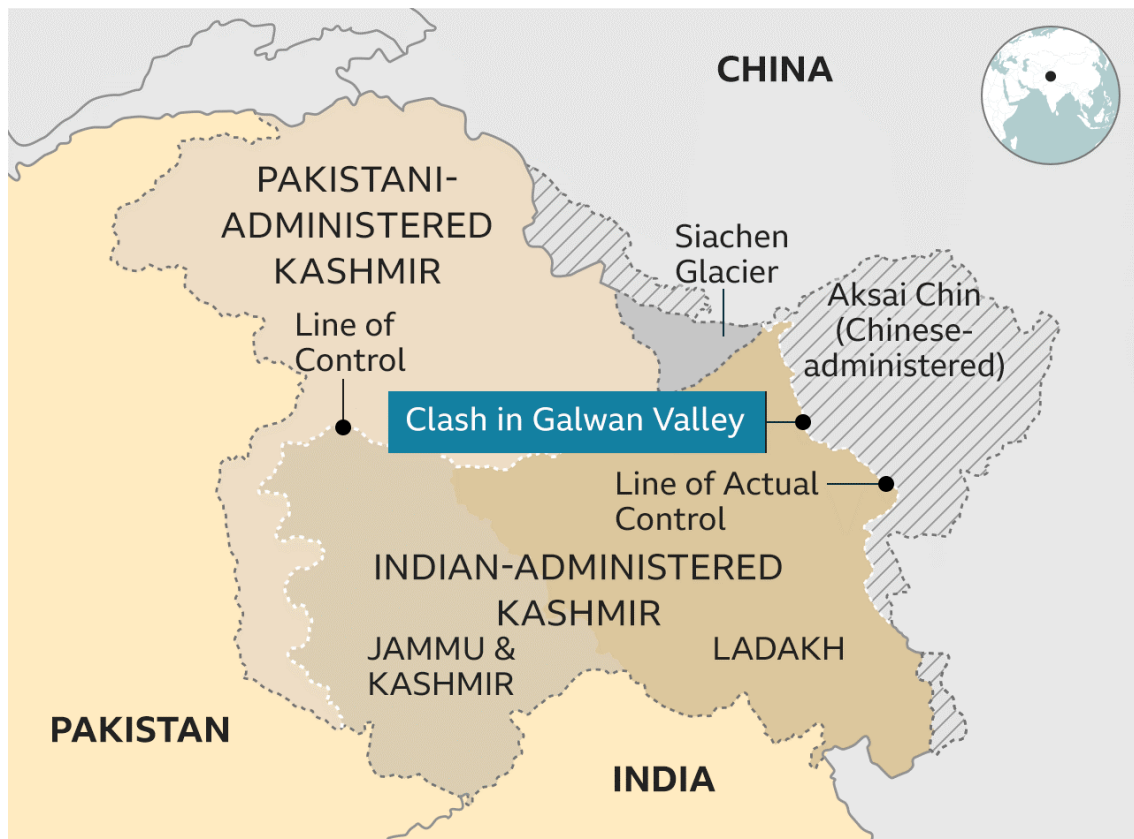 CHINA
PAKISTANI-
ADMINISTERED
KASHMIR
Siachen
Glacier
Aksai Chin
(Chinese-
administered)
Line of
Control
Clash in Galwan Valley
Line of Actual
Control
INDIAN-ADMINISTERED
KASHMIR
JAMMU &
KASHMIR
LADAKH
PAKISTAN
INDIA